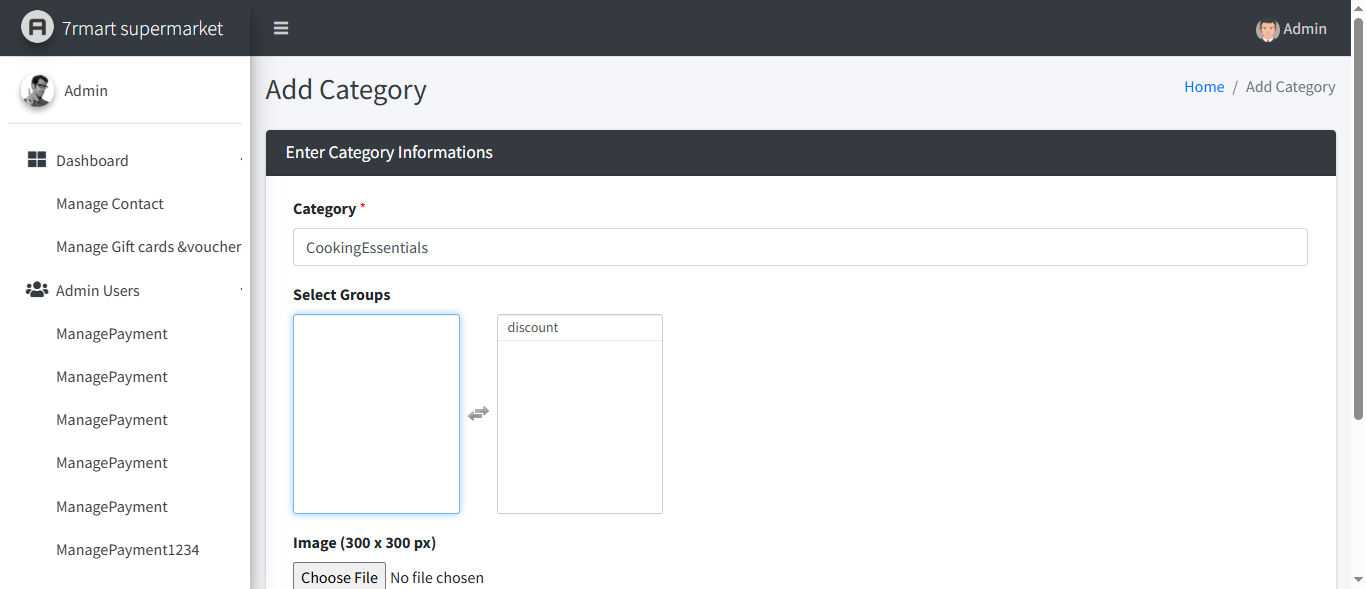 7rmart supermarket
Admin
Admin
Dashboard
Manage Contact
Manage Gift cards &voucher
Admin Users
ManagePayment
ManagePayment
ManagePayment
ManagePayment
ManagePayment
ManagePayment1234
Add Category
Home / Add Category
Enter Category Informations
Category *
CookingEssentials
Select Groups
discount
Image (300 x 300 px)
Choose File No file chosen